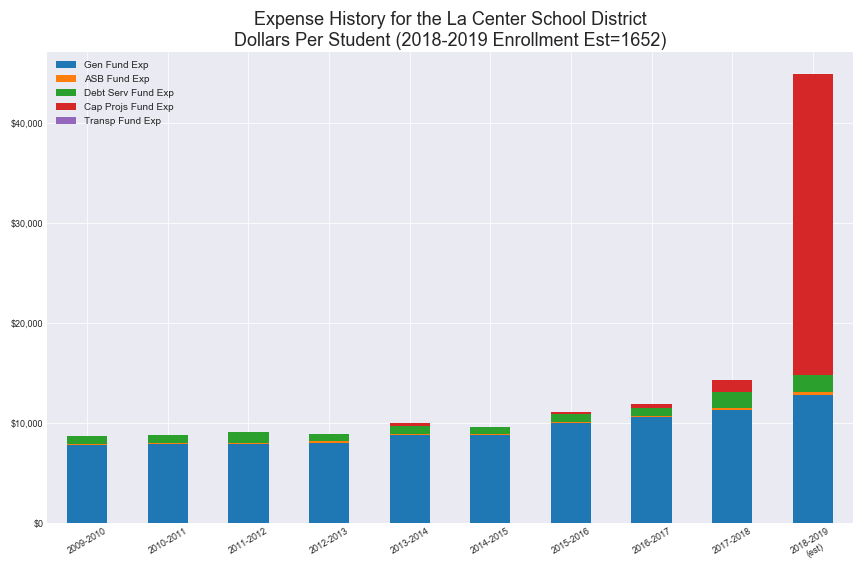 Expense History for the La Center School District
Dollars Per Student (2018-2019 Enrollment Est=1652)
Gen Fund Exp
ASB Fund Exp
Debt Serv Fund Exp
Cap Projs Fund Exp
Transp Fund Exp
$40,000
$30,000
$20,000
$10,000
$0
2009-2010
2010-2011
2011-2012
2012-2013
2013-2014
2014-2015
2015-2016
2016-2017
2017-2018
2018-2019
(est)